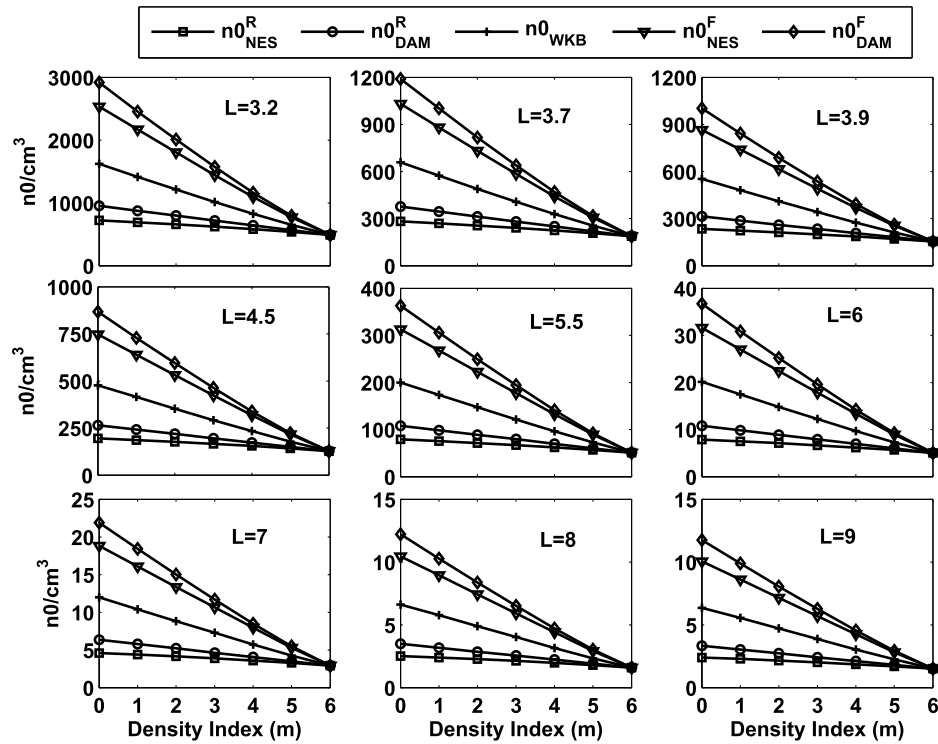 n0^R_NES n0^R_DAM n0_WKB n0^F_NES n0^F_DAM
3000
2000
1000
0
n0/cm^3
L=3.2
1200
900
600
300
0
L=3.7
1200
900
600
300
0
L=3.9
1000
750
500
250
0
n0/cm^3
L=4.5
400
300
200
100
0
L=5.5
40
30
20
10
0
L=6
25
20
15
10
5
0
n0/cm^3
L=7
0 1 2 3 4 5 6
Density Index (m)
15
10
5
0
L=8
0 1 2 3 4 5 6
Density Index (m)
15
10
5
0
L=9
0 1 2 3 4 5 6
Density Index (m)